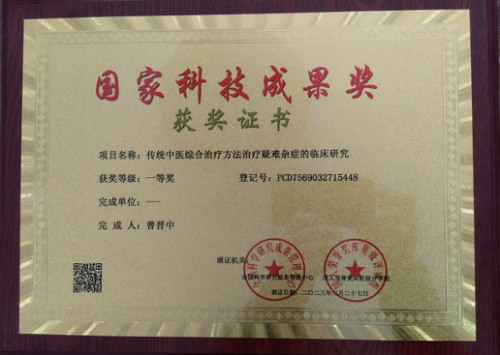 国家科技成果奖
获奖证书
项目名称：传统中医综合治疗方法治疗疑难杂症的临床研究
获奖等级：一等奖
登记号：PCD7569032715448
完成单位：---
完成人：曾晋中
颁证机关：